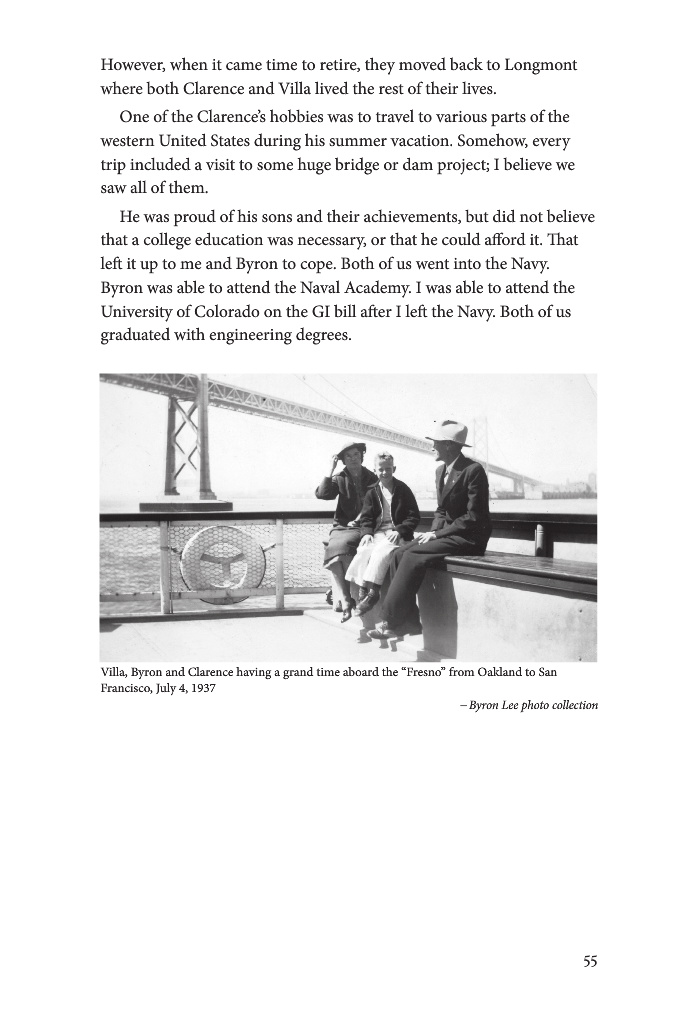 However, when it came time to retire, they moved back to Longmont
where both Clarence and Villa lived the rest of their lives.
One of the Clarence’s hobbies was to travel to various parts of the
western United States during his summer vacation. Somehow, every
trip included a visit to some huge bridge or dam project; I believe we
saw all of them.
He was proud of his sons and their achievements, but did not believe
that a college education was necessary, or that he could afford it. That
left it up to me and Byron to cope. Both of us went into the Navy.
Byron was able to attend the Naval Academy. I was able to attend the
University of Colorado on the GI bill after I left the Navy. Both of us
graduated with engineering degrees.
Villa, Byron and Clarence having a grand time aboard the “Fresno” from Oakland to San
Francisco, July 4, 1937
–Byron Lee photo collection
55